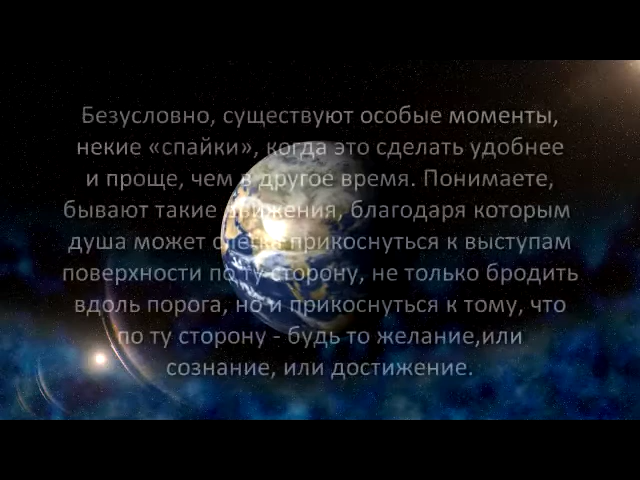 Безусловно, существуют особые моменты,
некие «спайки», когда это сделать удобнее
и проще, чем в другое время. Понимаете,
бывают такие движения, благодаря которым
душа может слегка прикоснуться к выступам
поверхности по ту сторону, не только бродить
вдоль порога, но и прикоснуться к тому, что
по ту сторону - будь то желание,или
сознание, или достижение.